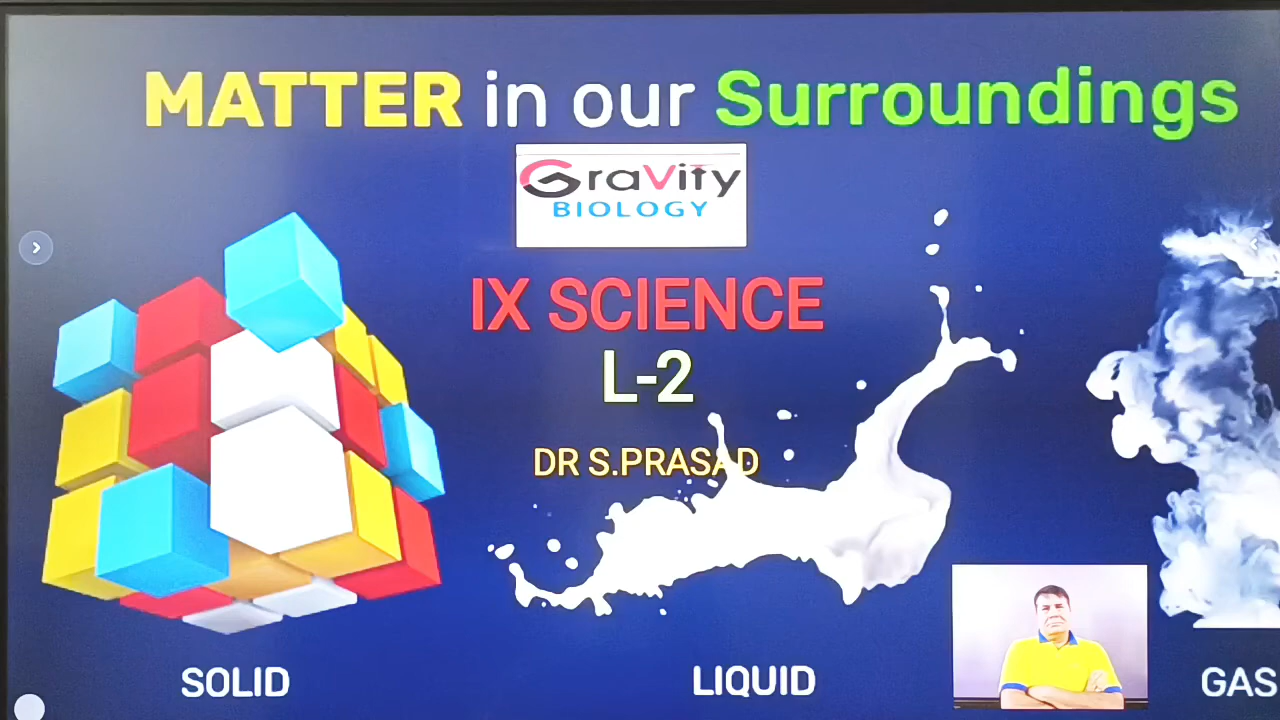 MATTER in our Surroundings
GraVity
BIOLOGY
IX SCIENCE
L-2
DR S.PRASAD
SOLID
LIQUID
GAS